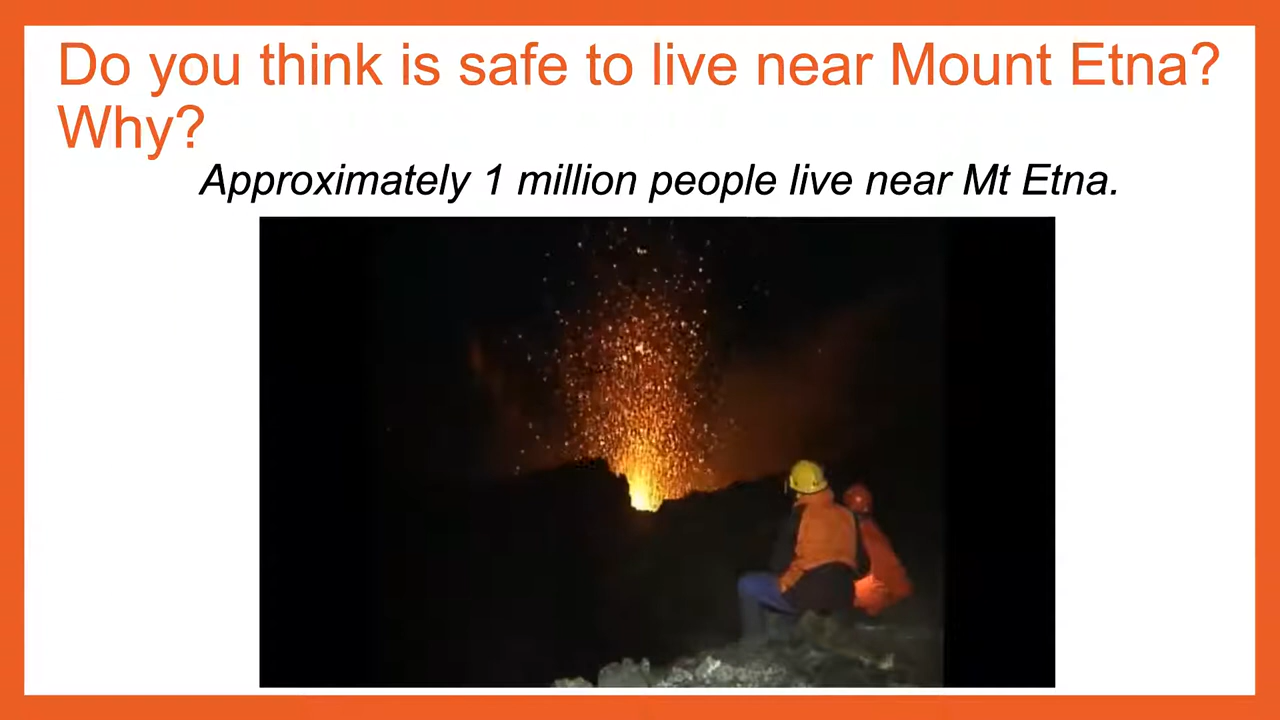 Do you think is safe to live near Mount Etna?
Why?
Approximately 1 million people live near Mt Etna.